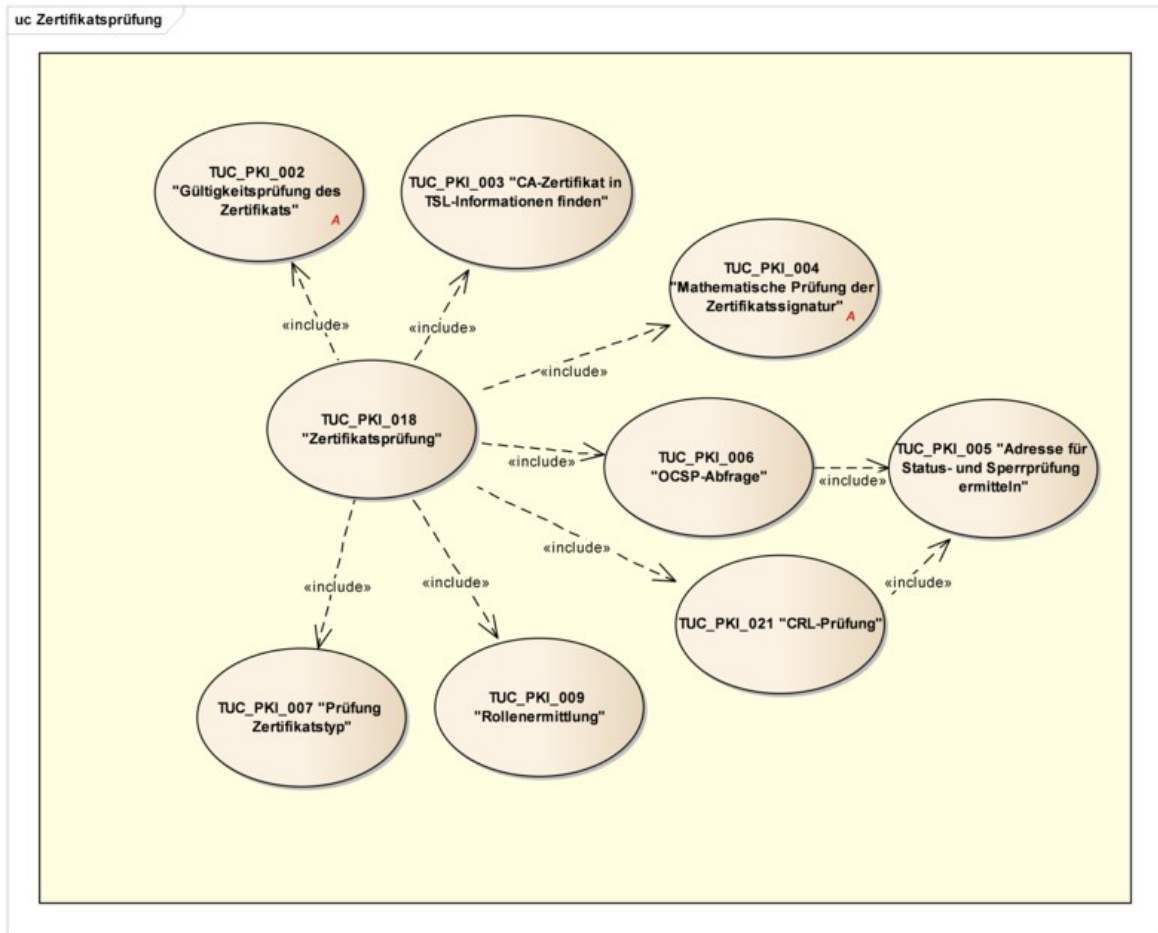 uc Zertifikatsprüfung
TUC_PKI_002
"Gültigkeitsprüfung des
Zertifikats"
A
TUC_PKI_003 "CA-Zertifikat in
TSL-Informationen finden"
TUC_PKI_004
"Mathematische Prüfung der
Zertifikatssignatur"
A
«include»
«include»
«include»
TUC_PKI_018
"Zertifikatsprüfung"
«include»
TUC_PKI_006
"OCSP-Abfrage"
«include»
TUC_PKI_005 "Adresse für
Status- und Sperrprüfung
ermitteln"
«include»
«include»
«include»
«include»
TUC_PKI_021 "CRL-Prüfung"
TUC_PKI_007 "Prüfung
Zertifikatstyp"
TUC_PKI_009
"Rollenermittlung"